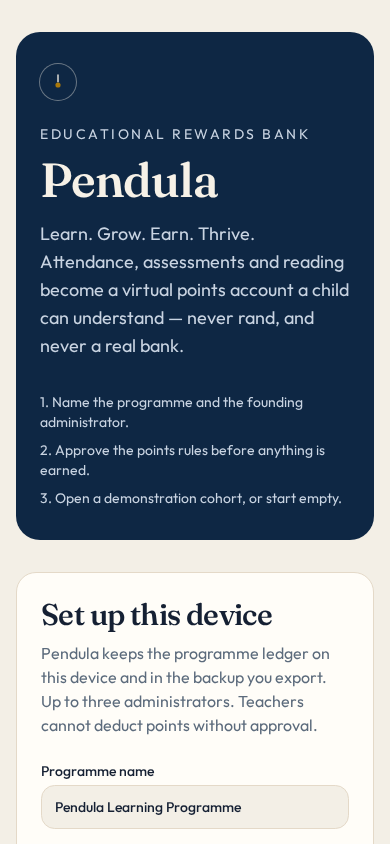 EDUCATIONAL REWARDS BANK
Pendula
Learn. Grow. Earn. Thrive.
Attendance, assessments and reading
become a virtual points account a child
can understand — never rand, and
never a real bank.
1. Name the programme and the founding
administrator.
2. Approve the points rules before anything is
earned.
3. Open a demonstration cohort, or start empty.
Set up this device
Pendula keeps the programme ledger on
this device and in the backup you export.
Up to three administrators. Teachers
cannot deduct points without approval.
Programme name
Pendula Learning Programme